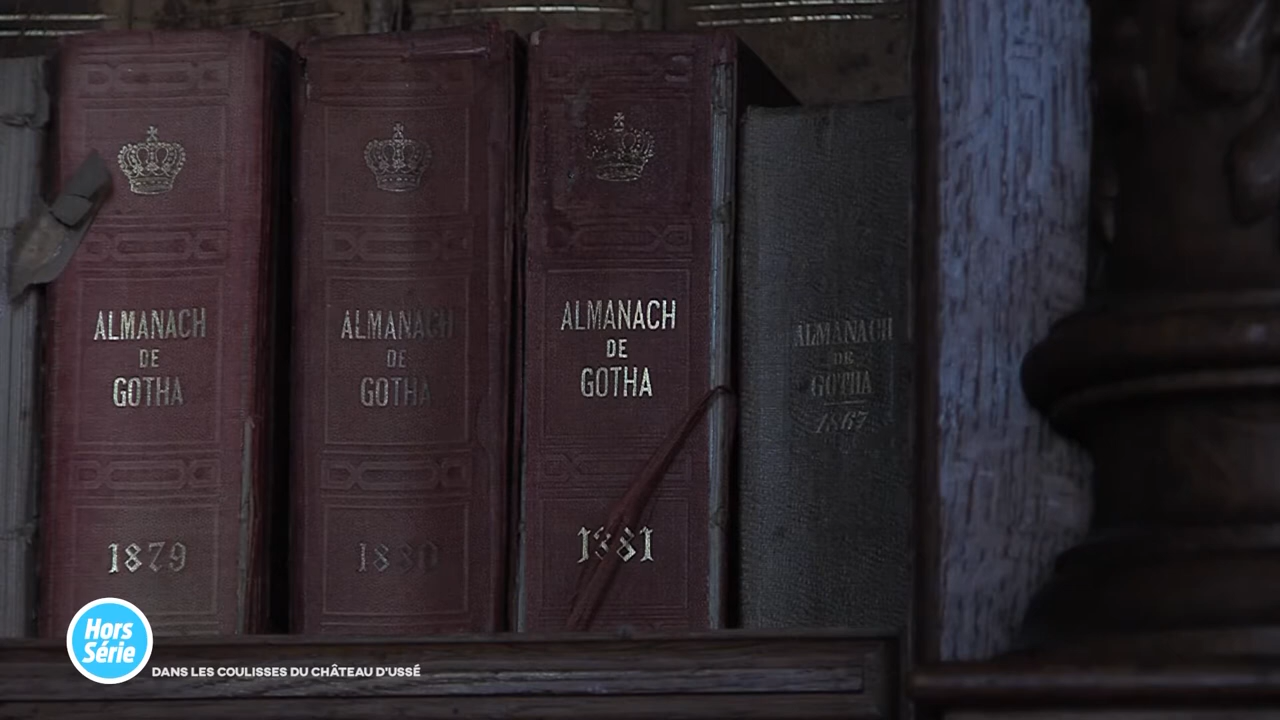 ALMANACH
DE
GOTHA
1879
ALMANACH
DE
GOTHA
1880
ALMANACH
DE
GOTHA
1881
ALMANACH
DE
GOTHA
1867
Hors
Série
DANS LES COULISSES DU CHÂTEAU D'USSÉ